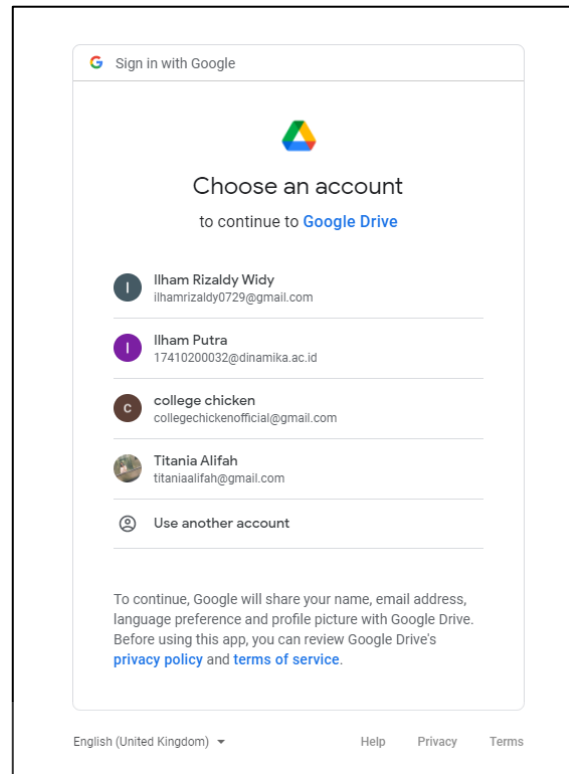 Sign in with Google
Choose an account
to continue to Google Drive
I
Ilham Rizaldy Widy
ilhamrizaldy0729@gmail.com
I
Ilham Putra
17410200032@dinamika.ac.id
c
college chicken
collegechickenofficial@gmail.com
Titania Alifah
titaniaalifah@gmail.com
Use another account
To continue, Google will share your name, email address,
language preference and profile picture with Google Drive.
Before using this app, you can review Google Drive's
privacy policy and terms of service.
English (United Kingdom) Help Privacy Terms